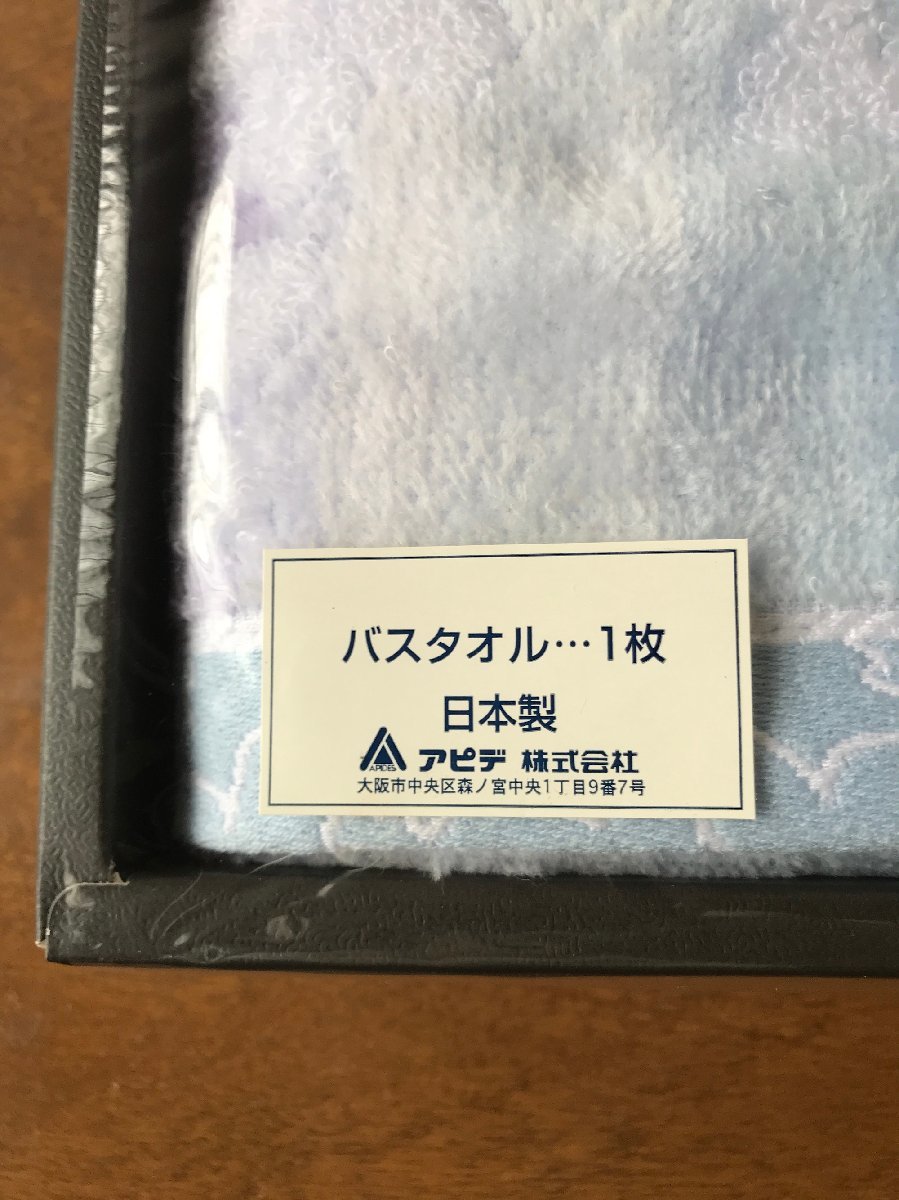 バスタオル…1枚
日本製
APIDES アピデ 株式会社
大阪市中央区森ノ宮中央1丁目9番7号